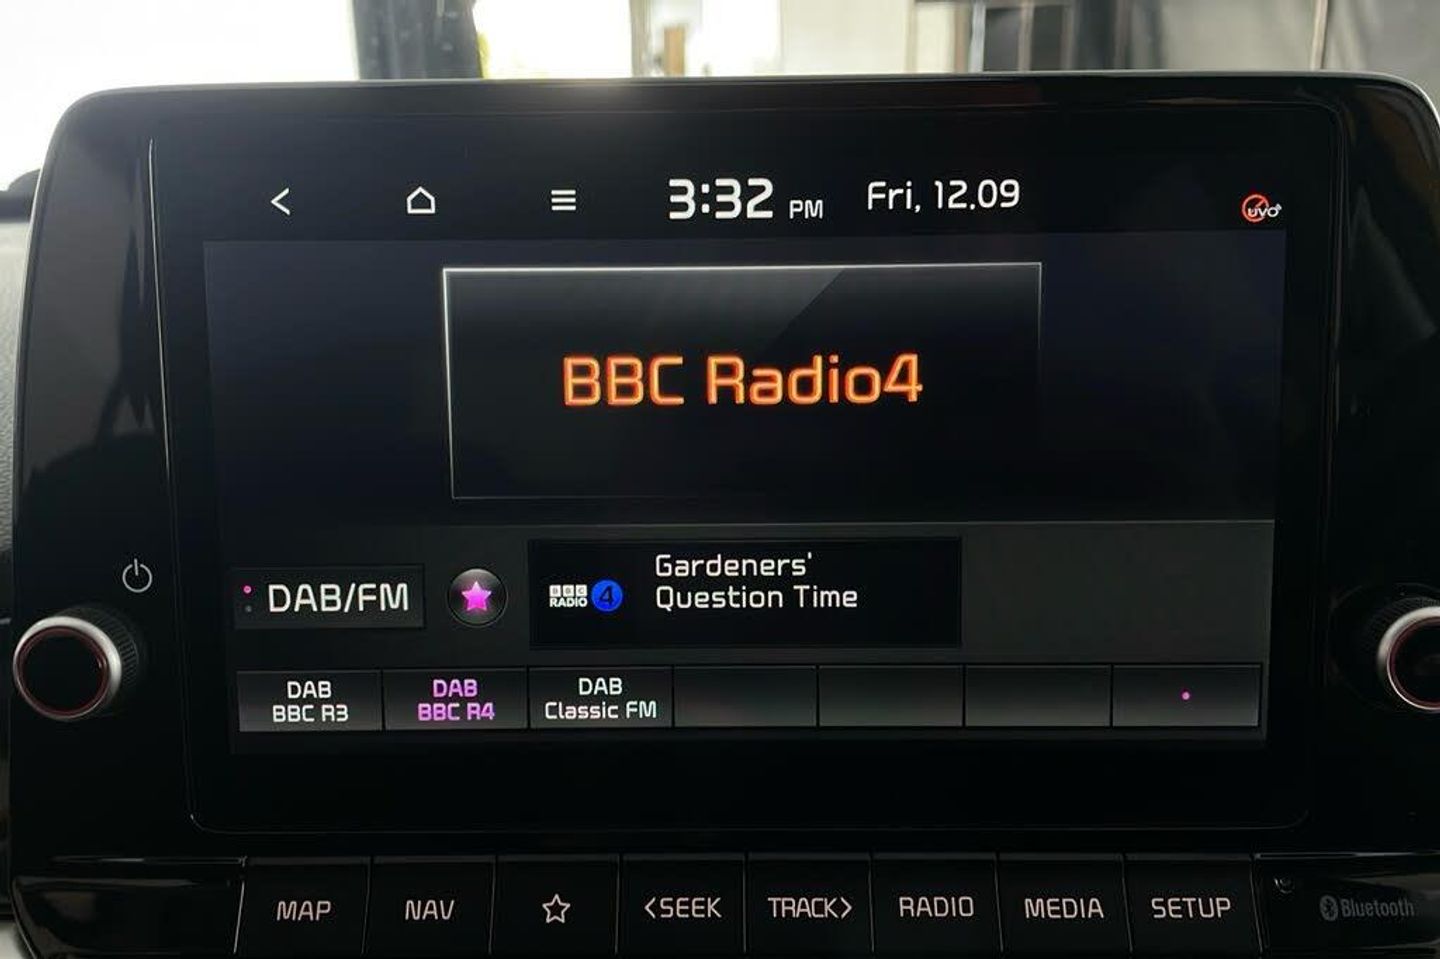 3:32 PM Fri, 12.09
UVO
BBC Radio4
DAB/FM
BBC
RADIO 4
Gardeners'
Question Time
DAB
BBC R3
DAB
BBC R4
DAB
Classic FM
MAP
NAV
<SEEK
TRACK>
RADIO
MEDIA
SETUP
Bluetooth